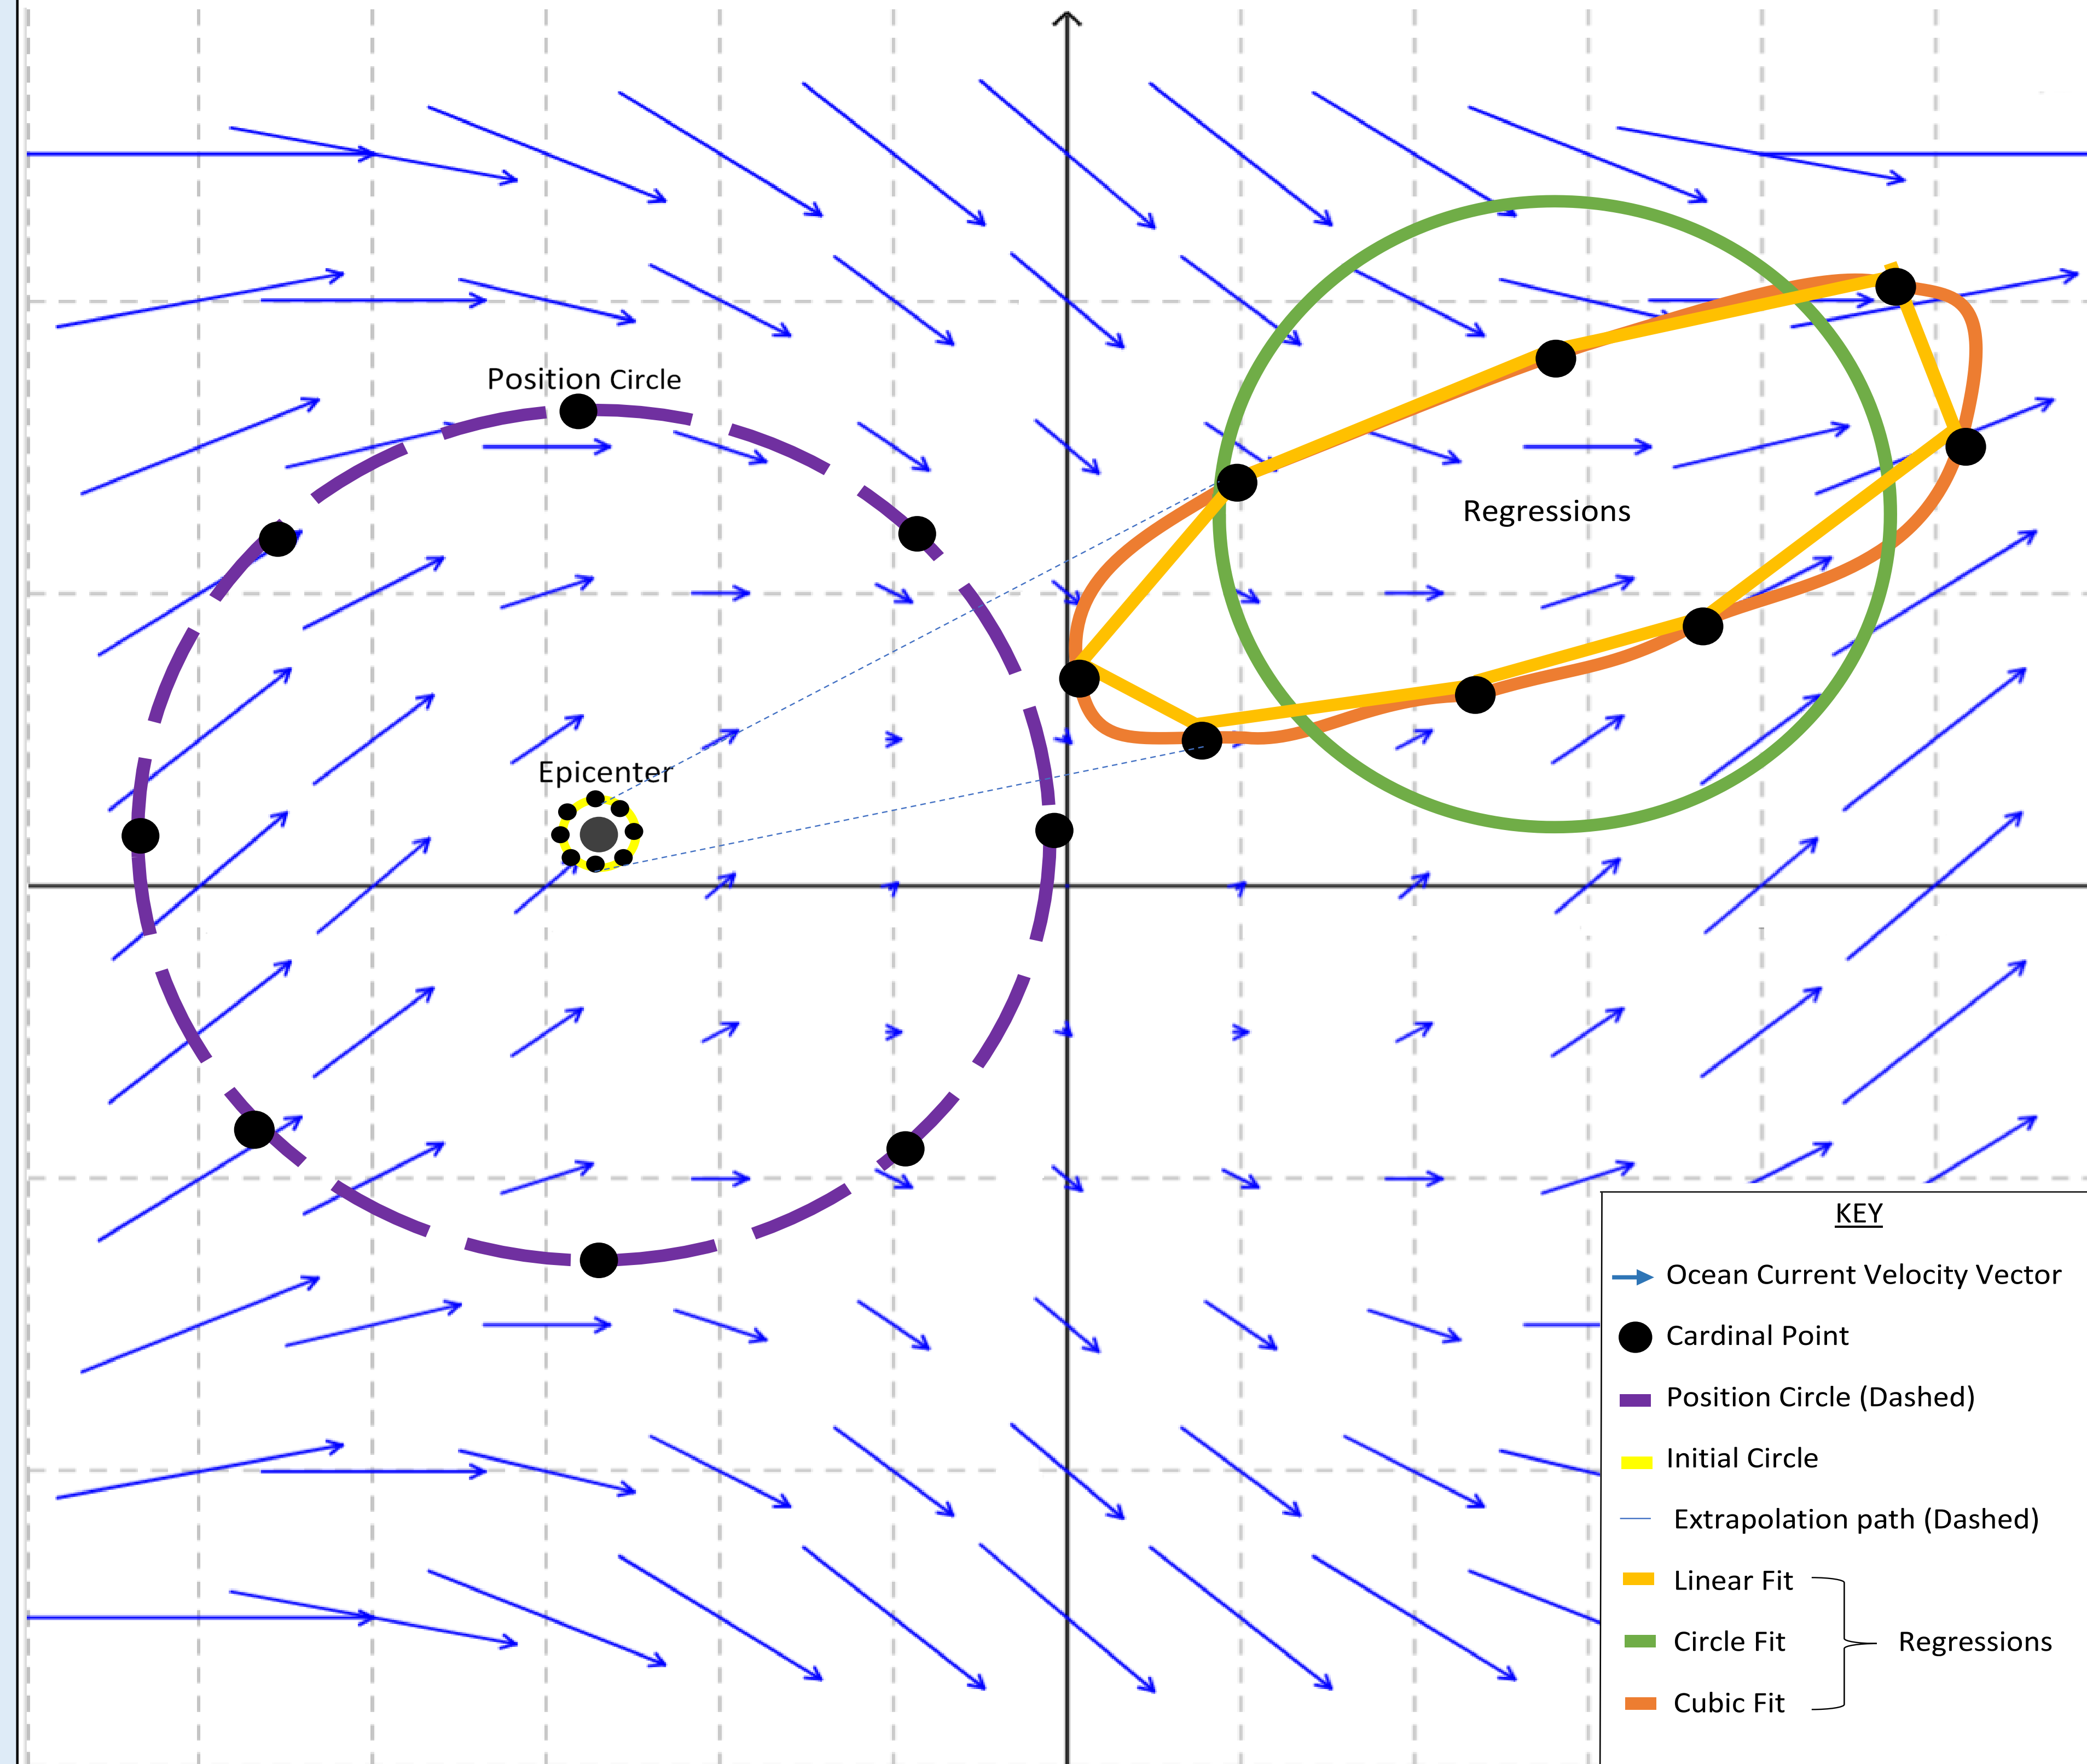 Position Circle
Regressions
Epicenter
KEY
Ocean Current Velocity Vector
Cardinal Point
Position Circle (Dashed)
Initial Circle
Extrapolation path (Dashed)
Linear Fit
Circle Fit
Regressions
Cubic Fit